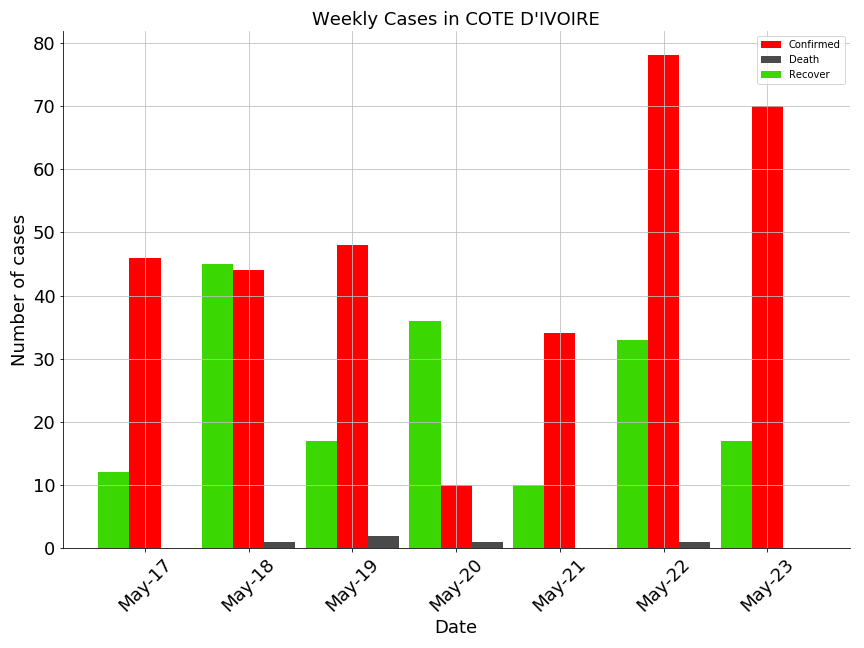 Weekly Cases in COTE D'IVOIRE
Confirmed
Death
Recover
Number of cases
80
70
60
50
40
30
20
10
0
May-17
May-18
May-19
May-20
May-21
May-22
May-23
Date